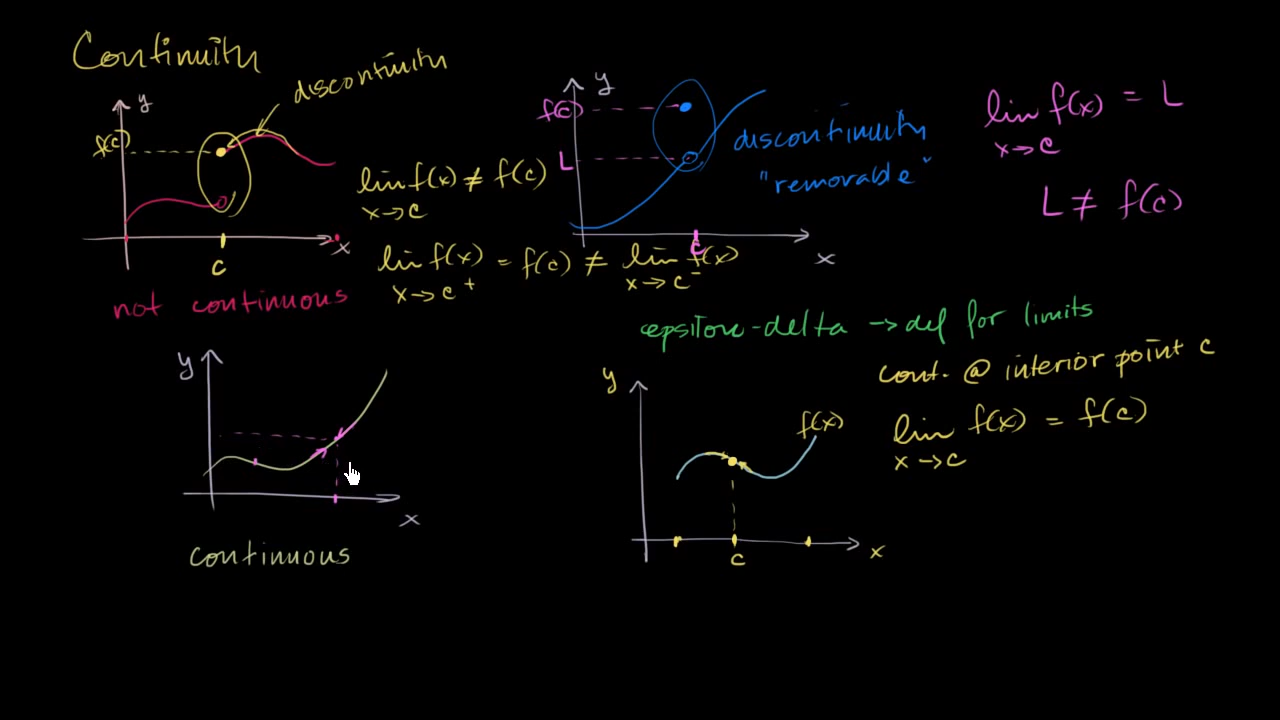 Continuity
discontinuity
y
f(c)
c
x
not continuous
lim f(x) ≠ f(c)
x→c
lim f(x) = f(c) ≠ lim f(x)
x→c⁺ x→c⁻
y
f(c)
L
c
x
discontinuity
"removable"
lim f(x) = L
x→c
L ≠ f(c)
epsilon-delta → def for limits
cont. @ interior point c
lim f(x) = f(c)
x→c
y
x
continuous
y
f(x)
c
x